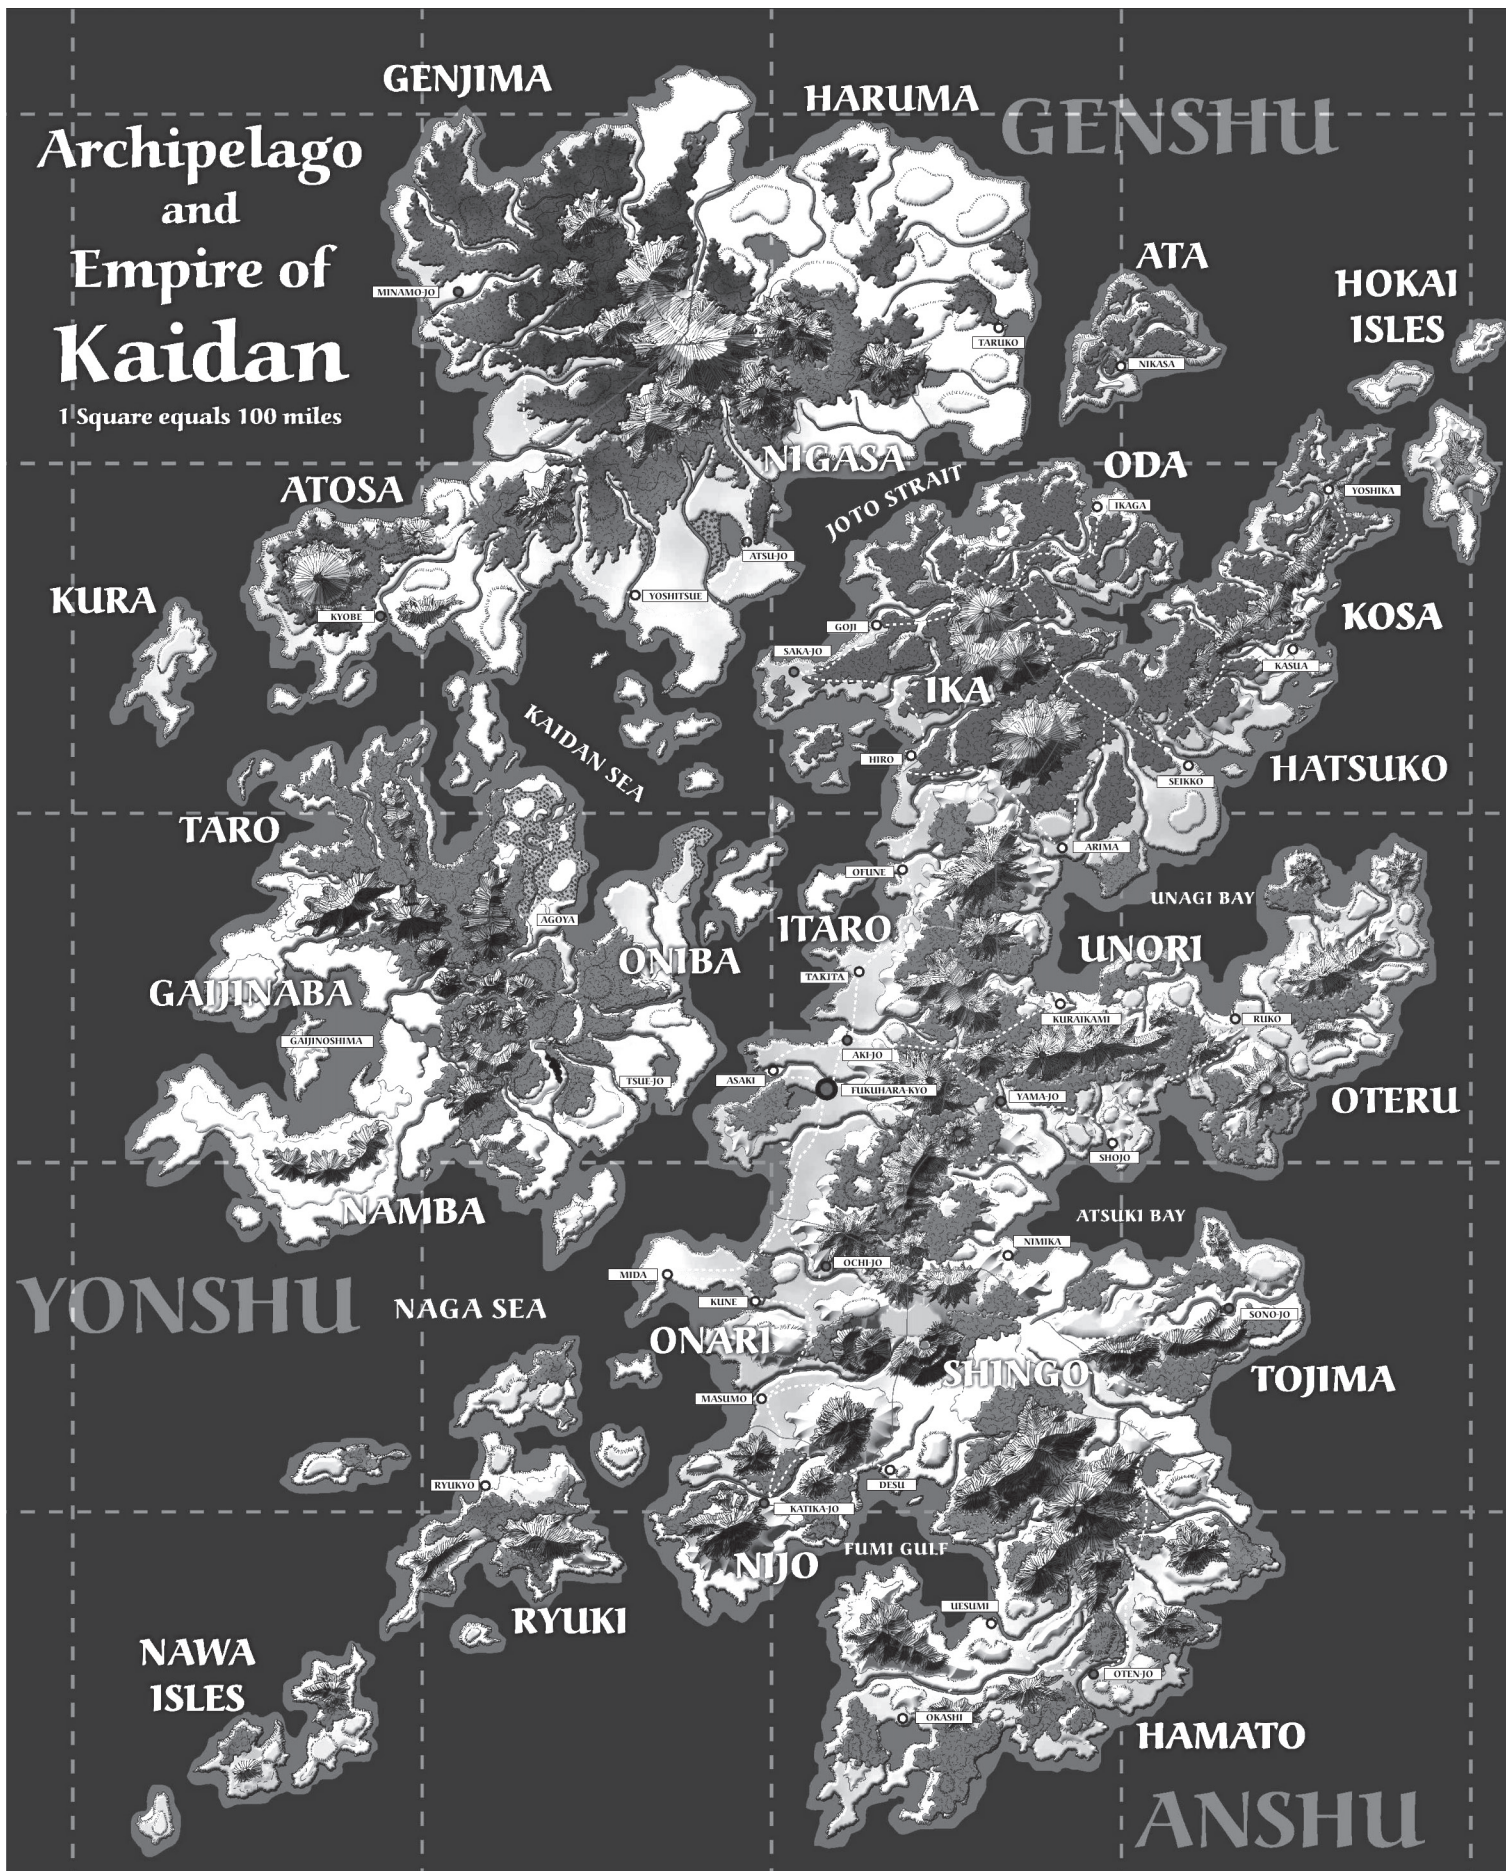 GENJIMA
HARUMA
GENSHU
Archipelago
and
Empire of
Kaidan
1 Square equals 100 miles
ATA
HOKAI
ISLES
MINAMO-JO
TARUKO
NIKASA
NIGASA
ODA
JOTO STRAIT
ATOSA
YOSHIKA
IKAGA
ATSU-JO
YOSHITSUE
KURA
KYOBE
GOJI
KOSA
SAKA-JO
KASUA
IKA
KAIDAN SEA
HIRO
SEIKKO
HATSUKO
TARO
ARIMA
OFUNE
UNAGI BAY
AGOYA
ITARO
UNORI
ONIBA
TAKITA
GAIJINABA
KURAIKAMI
RUKO
GAIJINOSHIMA
AKI-JO
ASAKI
TSUE-JO
FUKUHARA-KYO
YAMA-JO
OTERU
SHOJO
NAMBA
ATSUKI BAY
NIMIKA
OCHI-JO
MIDA
YONSHU
NAGA SEA
KUNE
SONO-JO
ONARI
SHINGO
TOJIMA
MASUMO
RYUKYO
DESU
KATIKA-JO
FUMI GULF
NIJO
UESUMI
RYUKI
NAWA
ISLES
OTEN-JO
OKASHI
HAMATO
ANSHU